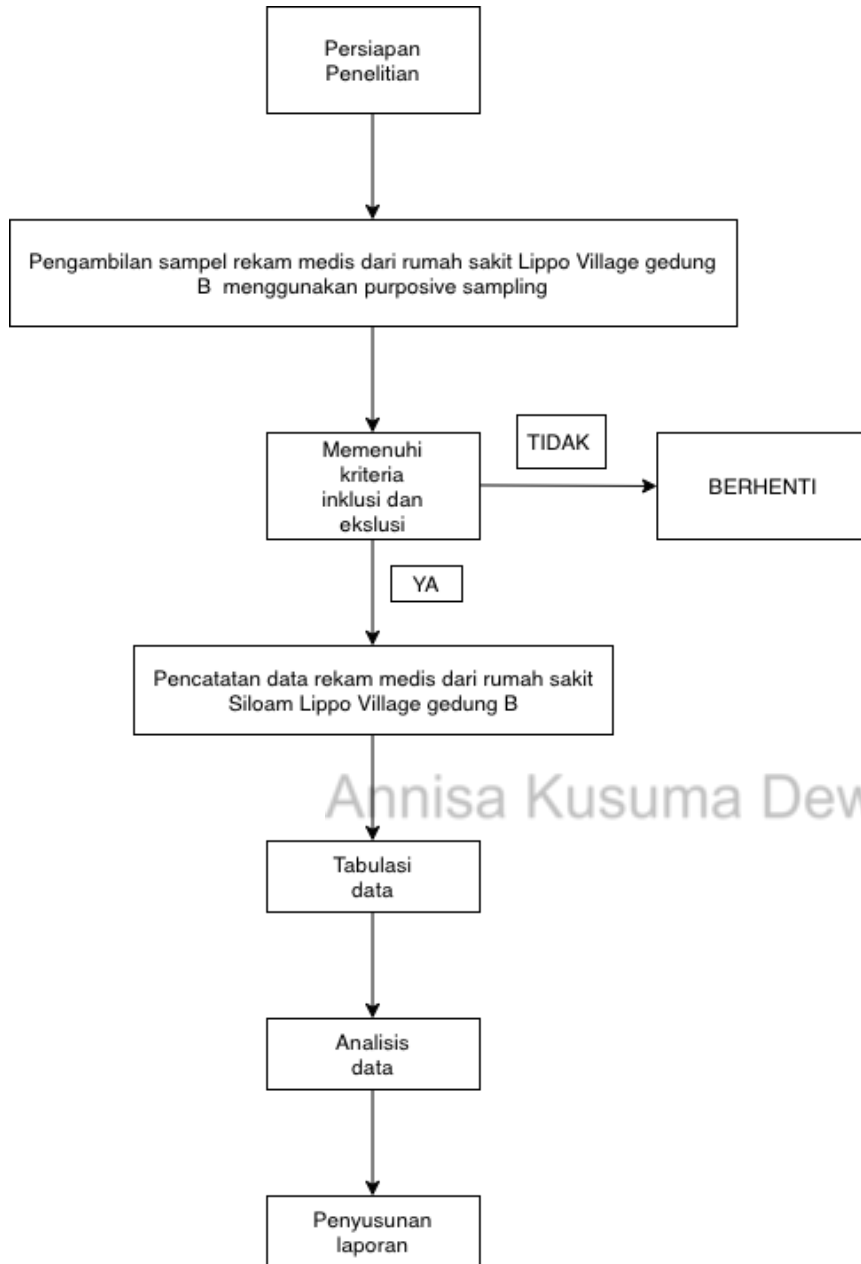 Persiapan
Penelitian
Pengambilan sampel rekam medis dari rumah sakit Lippo Village gedung
B menggunakan purposive sampling
Memenuhi
kriteria
inklusi dan
ekslusi
TIDAK
BERHENTI
YA
Pencatatan data rekam medis dari rumah sakit
Siloam Lippo Village gedung B
Annisa Kusuma Dew
Tabulasi
data
Analisis
data
Penyusunan
laporan